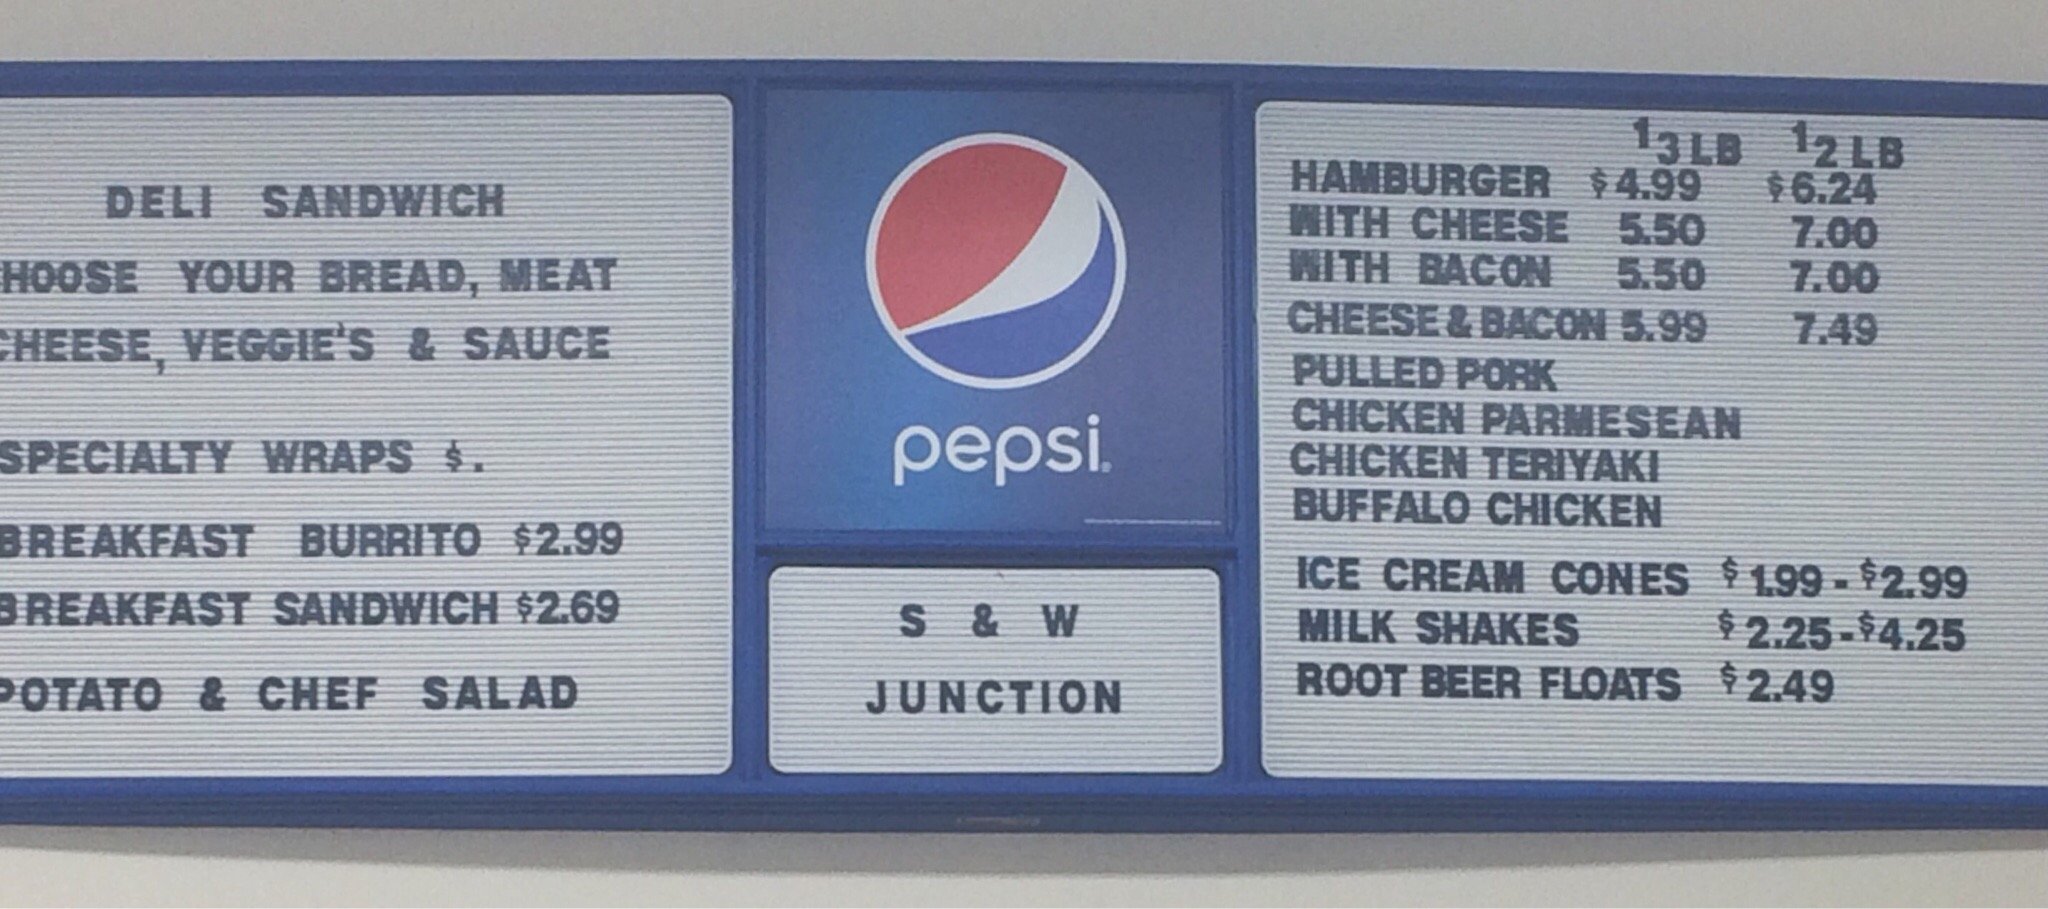 DELI SANDWICH
HOOSE YOUR BREAD, MEAT
CHEESE, VEGGIE'S & SAUCE
SPECIALTY WRAPS $.
BREAKFAST BURRITO $2.99
BREAKFAST SANDWICH $2.69
POTATO & CHEF SALAD
pepsi
S & W
JUNCTION
13 LB 12 LB
HAMBURGER $4.99 $6.24
WITH CHEESE 5.50 7.00
WITH BACON 5.50 7.00
CHEESE & BACON 5.99 7.49
PULLED PORK
CHICKEN PARMESEAN
CHICKEN TERIYAKI
BUFFALO CHICKEN
ICE CREAM CONES $1.99 - $2.99
MILK SHAKES $2.25 - $4.25
ROOT BEER FLOATS $2.49